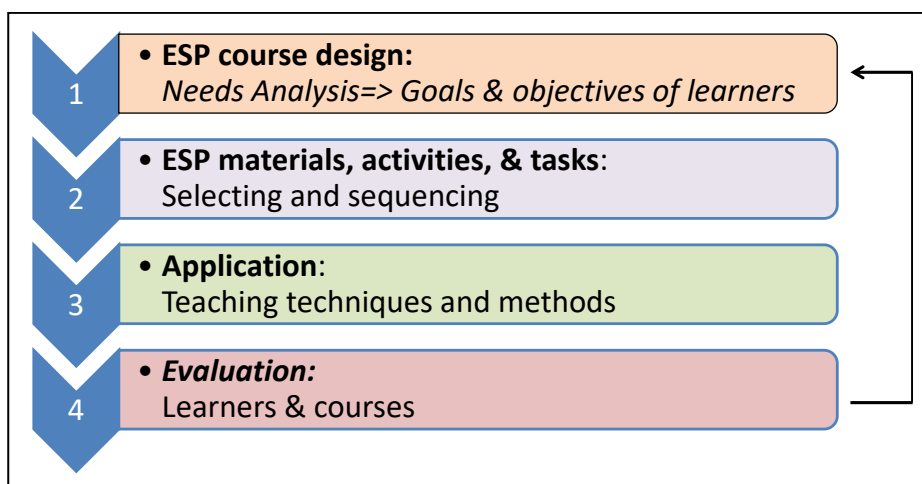 1
• ESP course design:
Needs Analysis=> Goals & objectives of learners
2
• ESP materials, activities, & tasks:
Selecting and sequencing
3
• Application:
Teaching techniques and methods
4
• Evaluation:
Learners & courses